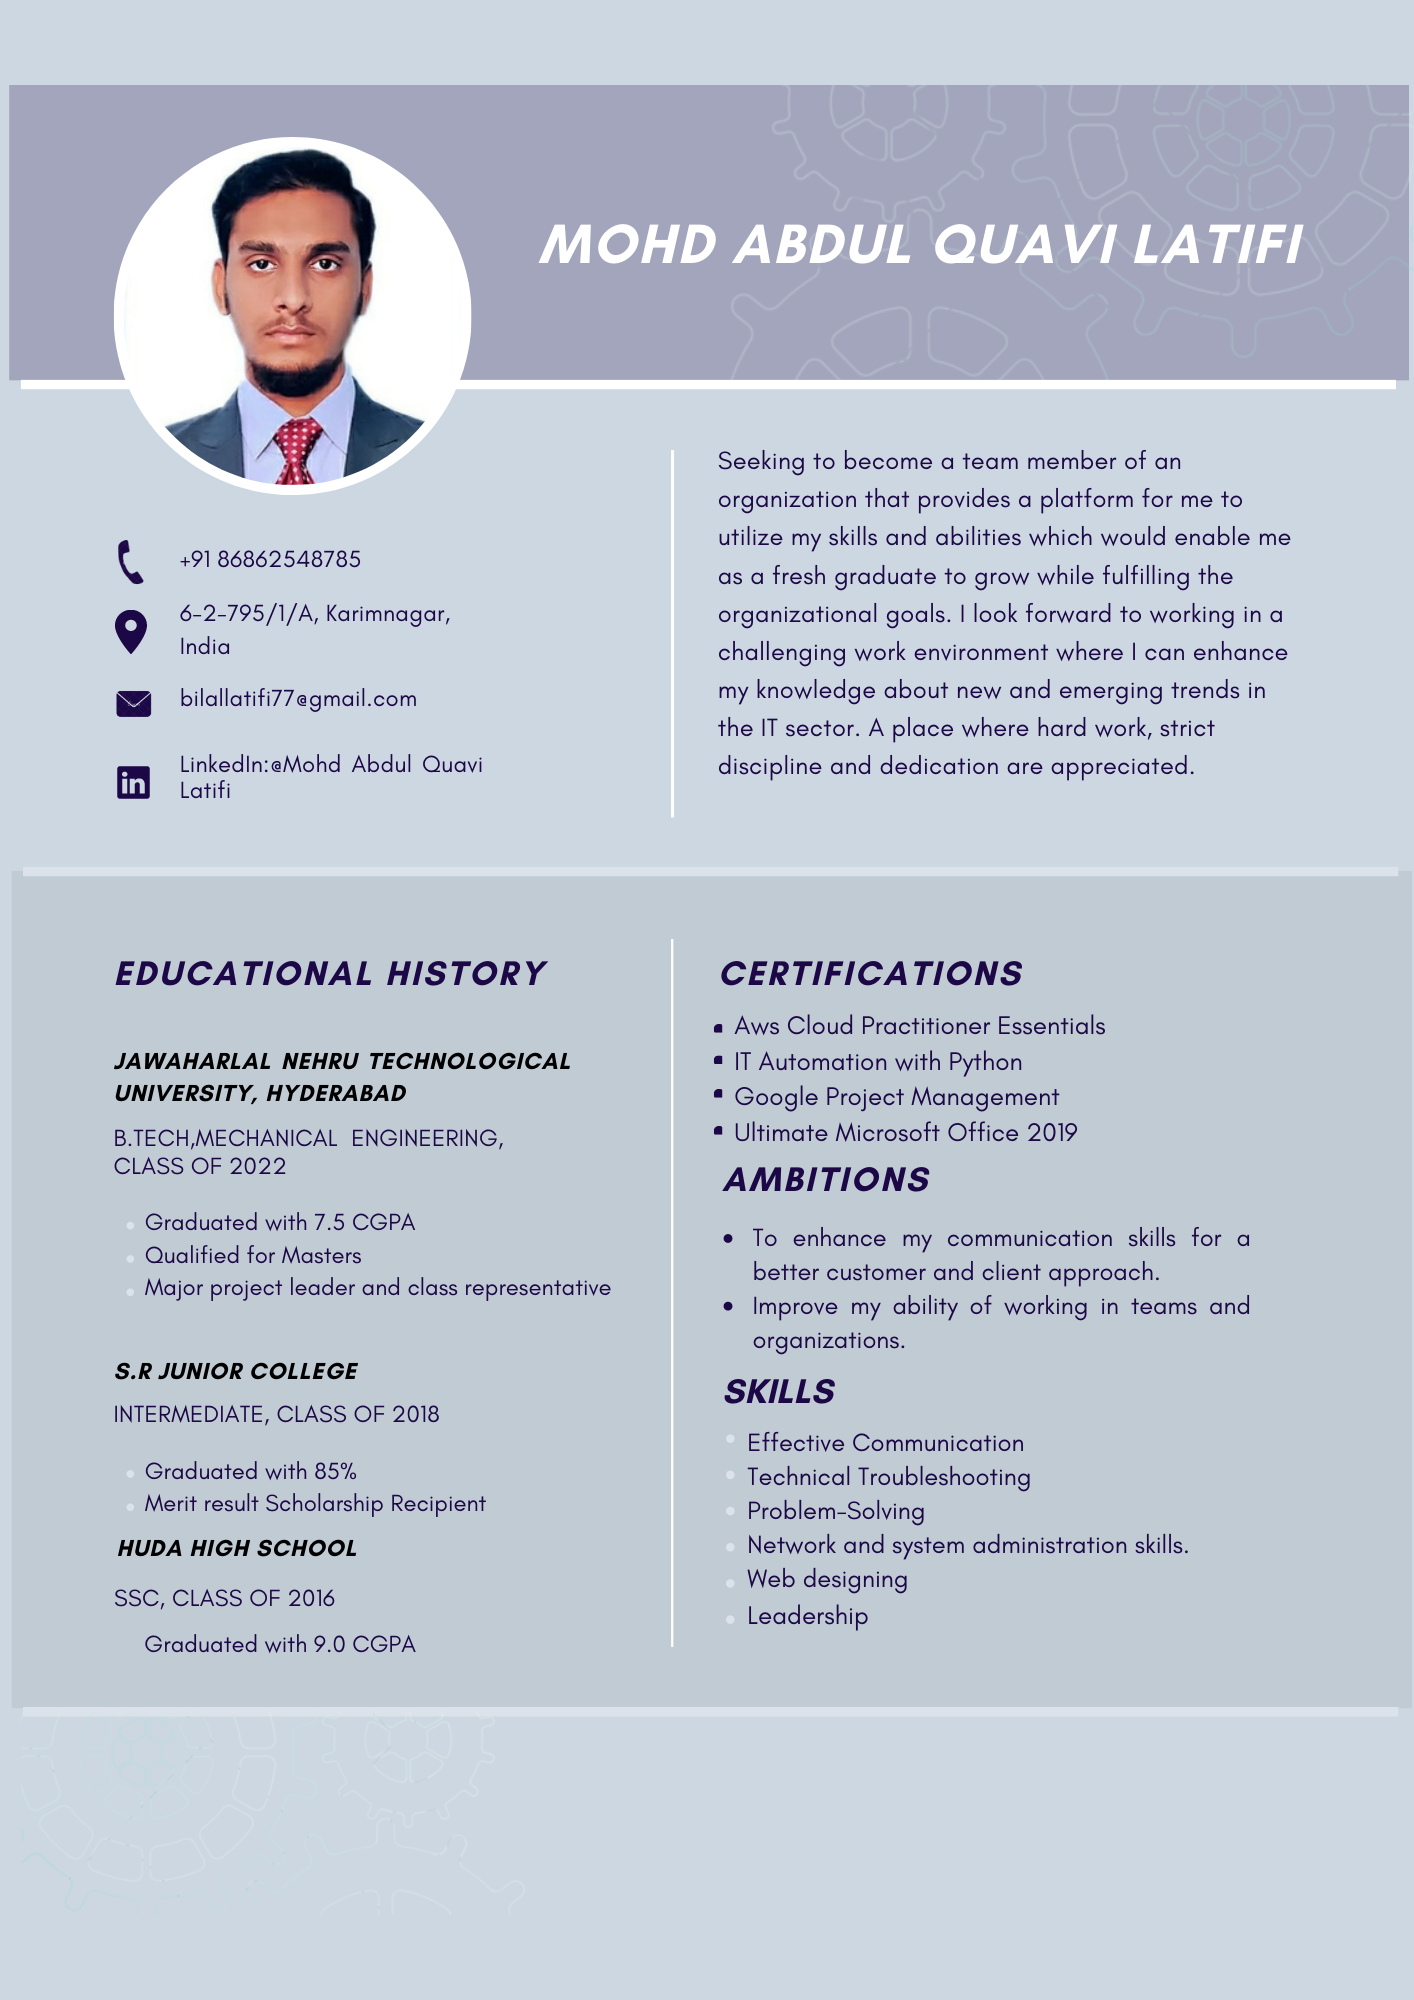 MOHD ABDUL QUAVI LATIFI
+91 86862548785
6-2-795/1/A, Karimnagar,
India
bilallatifi77@gmail.com
LinkedIn:@Mohd Abdul Quavi
Latifi
Seeking to become a team member of an
organization that provides a platform for me to
utilize my skills and abilities which would enable me
as a fresh graduate to grow while fulfilling the
organizational goals. I look forward to working in a
challenging work environment where I can enhance
my knowledge about new and emerging trends in
the IT sector. A place where hard work, strict
discipline and dedication are appreciated.
EDUCATIONAL HISTORY
JAWAHARLAL NEHRU TECHNOLOGICAL
UNIVERSITY, HYDERABAD
B.TECH,MECHANICAL ENGINEERING,
CLASS OF 2022
Graduated with 7.5 CGPA
Qualified for Masters
Major project leader and class representative
S.R JUNIOR COLLEGE
INTERMEDIATE, CLASS OF 2018
Graduated with 85%
Merit result Scholarship Recipient
HUDA HIGH SCHOOL
SSC, CLASS OF 2016
Graduated with 9.0 CGPA
CERTIFICATIONS
Aws Cloud Practitioner Essentials
IT Automation with Python
Google Project Management
Ultimate Microsoft Office 2019
AMBITIONS
• To enhance my communication skills for a
better customer and client approach.
• Improve my ability of working in teams and
organizations.
SKILLS
Effective Communication
Technical Troubleshooting
Problem-Solving
Network and system administration skills.
Web designing
Leadership